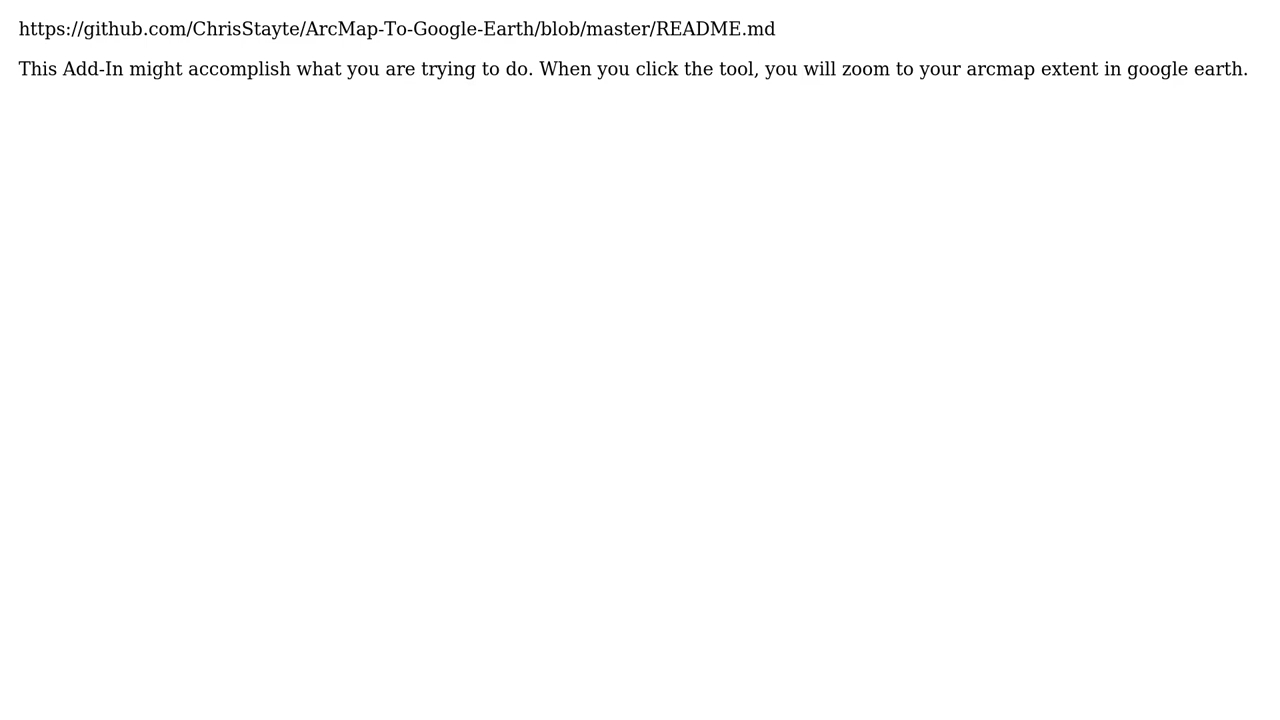 https://github.com/ChrisStayte/ArcMap-To-Google-Earth/blob/master/README.md
This Add-In might accomplish what you are trying to do. When you click the tool, you will zoom to your arcmap extent in google earth.